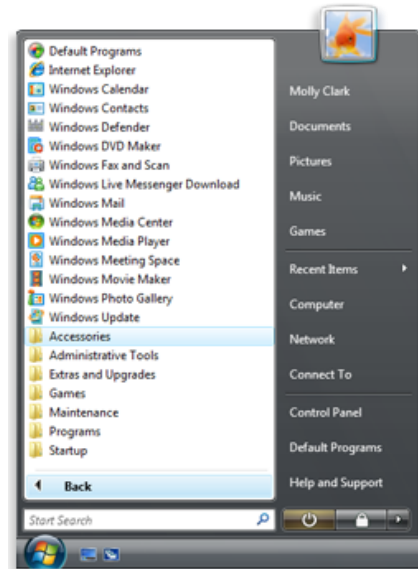 Default Programs
Internet Explorer
Windows Calendar
Windows Contacts
Windows Defender
Windows DVD Maker
Windows Fax and Scan
Windows Live Messenger Download
Windows Mail
Windows Media Center
Windows Media Player
Windows Meeting Space
Windows Movie Maker
Windows Photo Gallery
Windows Update
Accessories
Administrative Tools
Extras and Upgrades
Games
Maintenance
Programs
Startup
Back
Start Search
Molly Clark
Documents
Pictures
Music
Games
Recent Items
Computer
Network
Connect To
Control Panel
Default Programs
Help and Support